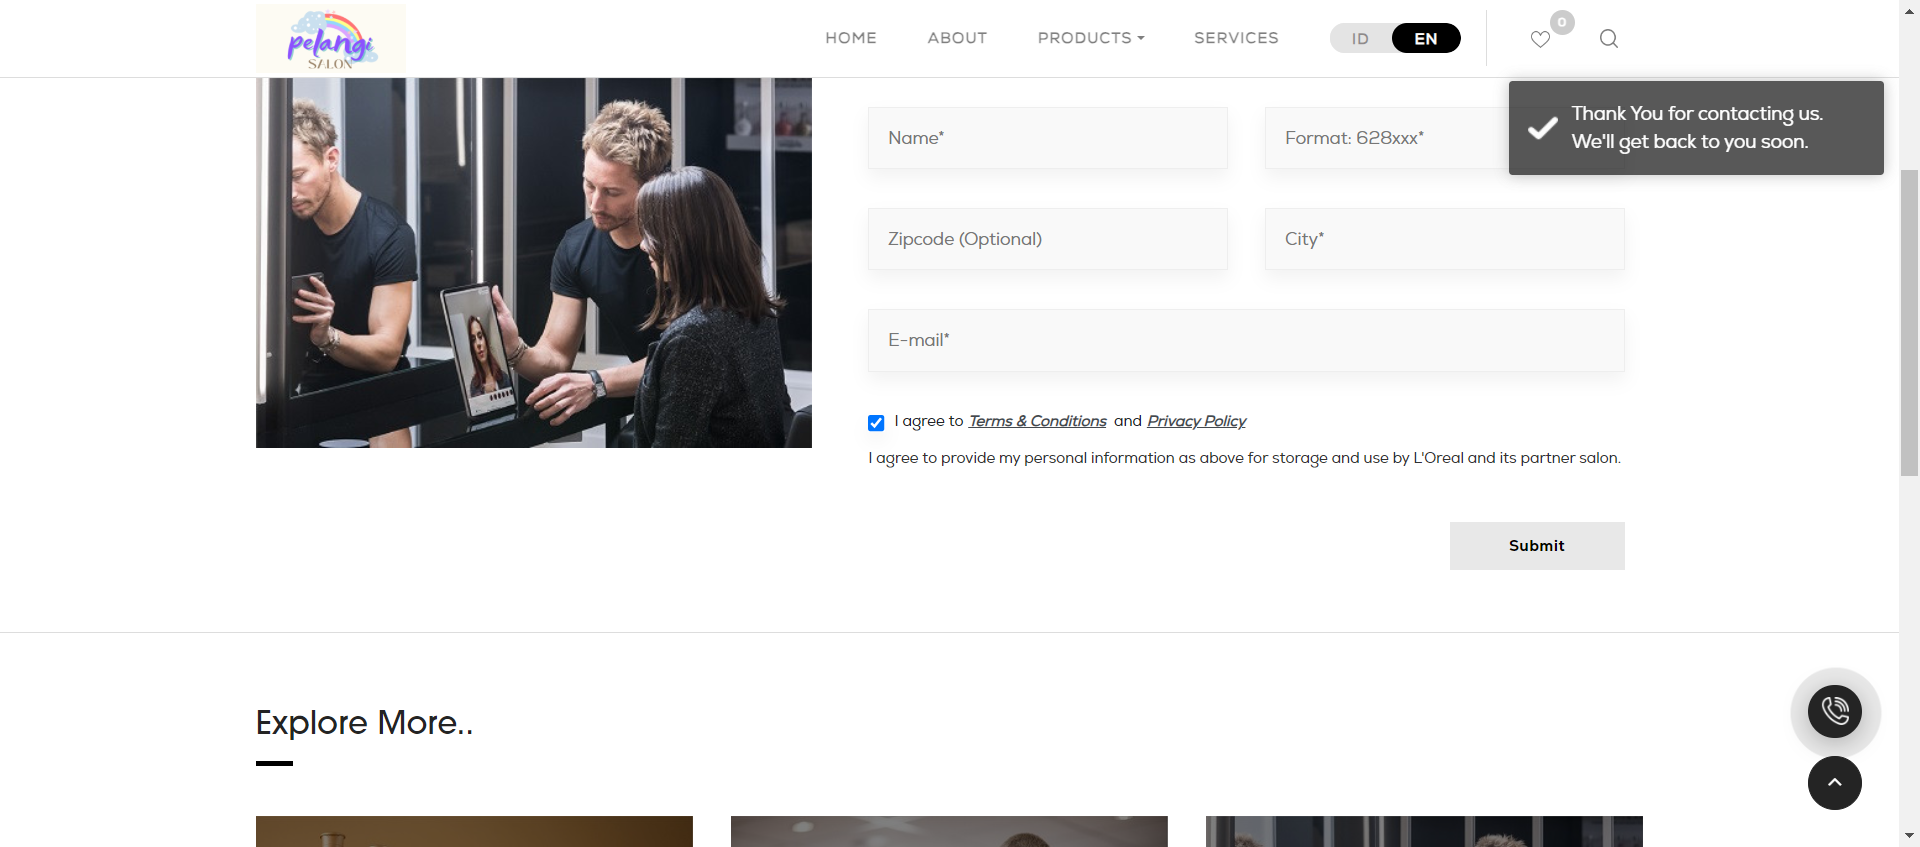 pelangi
SALON
HOME
ABOUT
PRODUCTS
SERVICES
ID
EN
0
Thank You for contacting us.
We'll get back to you soon.
Name*
Format: 628xxx*
Zipcode (Optional)
City*
E-mail*
I agree to Terms & Conditions and Privacy Policy
I agree to provide my personal information as above for storage and use by L'Oreal and its partner salon.
Submit
Explore More..